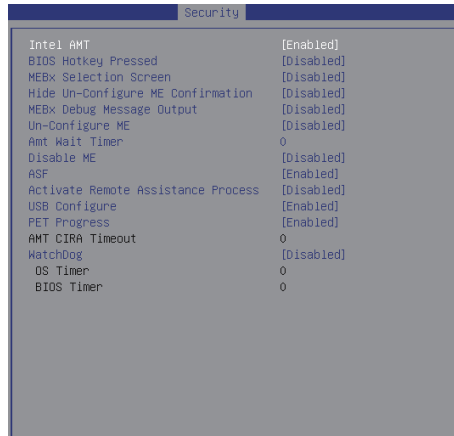 Security
Intel AMT [Enabled]
BIOS Hotkey Pressed [Disabled]
MEBx Selection Screen [Disabled]
Hide Un-Configure ME Confirmation [Disabled]
MEBx Debug Message Output [Disabled]
Un-Configure ME [Disabled]
Amt Wait Timer 0
Disable ME [Disabled]
ASF [Enabled]
Activate Remote Assistance Process [Disabled]
USB Configure [Enabled]
PET Progress [Enabled]
AMT CIRA Timeout 0
WatchDog [Disabled]
OS Timer 0
BIOS Timer 0